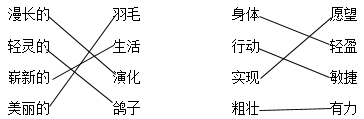 漫长的 羽毛 身体 愿望
轻灵的 生活 行动 轻盈
崭新的 演化 实现 敏捷
美丽的 鸽子 粗壮 有力